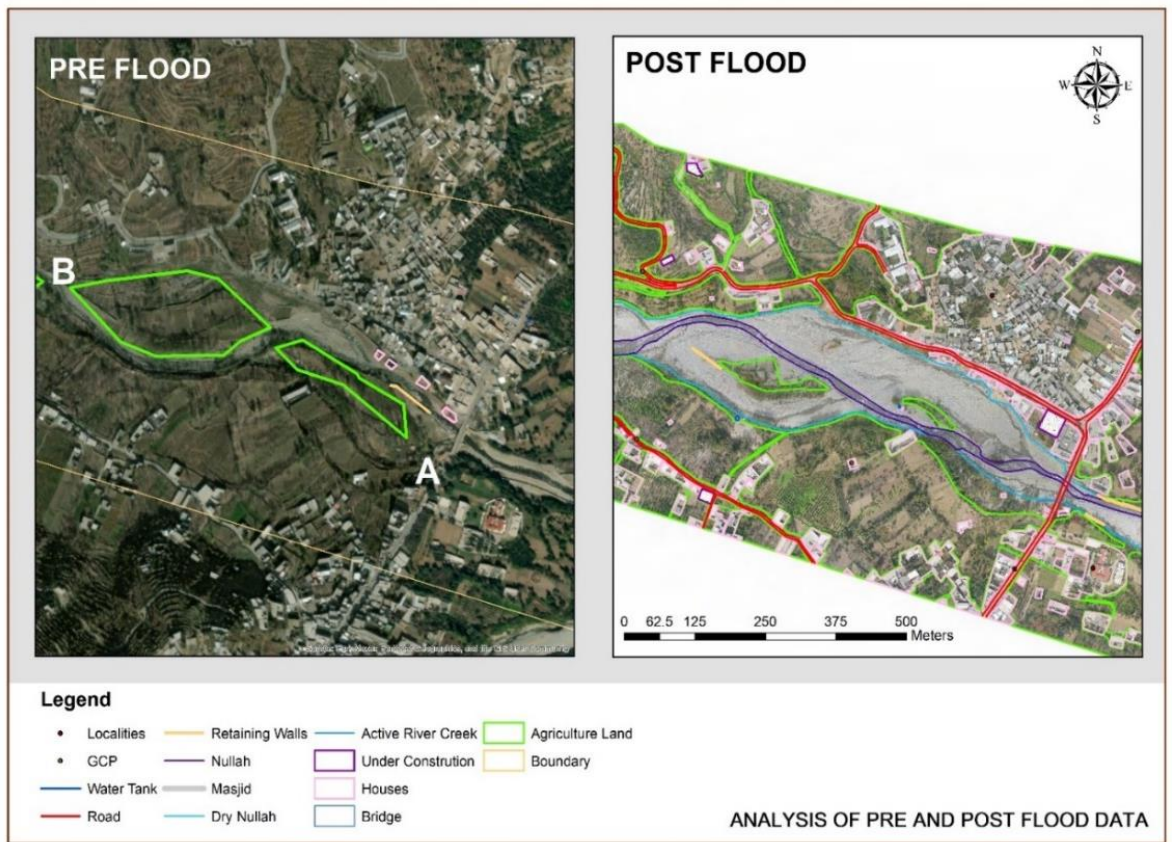 PRE FLOOD
B
A
POST FLOOD
N
W E
S
0 62.5 125 250 375 500
Meters
Legend
Localities
GCP
Water Tank
Road
Retaining Walls
Nullah
Masjid
Dry Nullah
Active River Creek
Under Constrution
Houses
Bridge
Agriculture Land
Boundary
ANALYSIS OF PRE AND POST FLOOD DATA